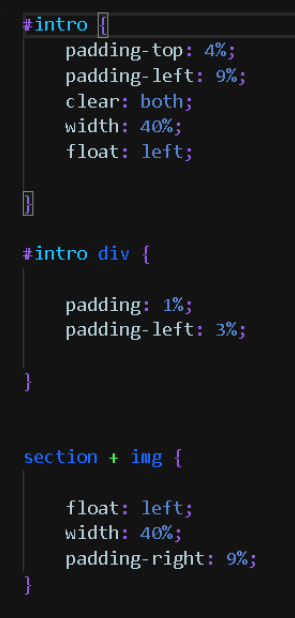 #intro {
padding-top: 4%;
padding-left: 9%;
clear: both;
width: 40%;
float: left;
}
#intro div {
padding: 1%;
padding-left: 3%;
}
section + img {
float: left;
width: 40%;
padding-right: 9%;
}